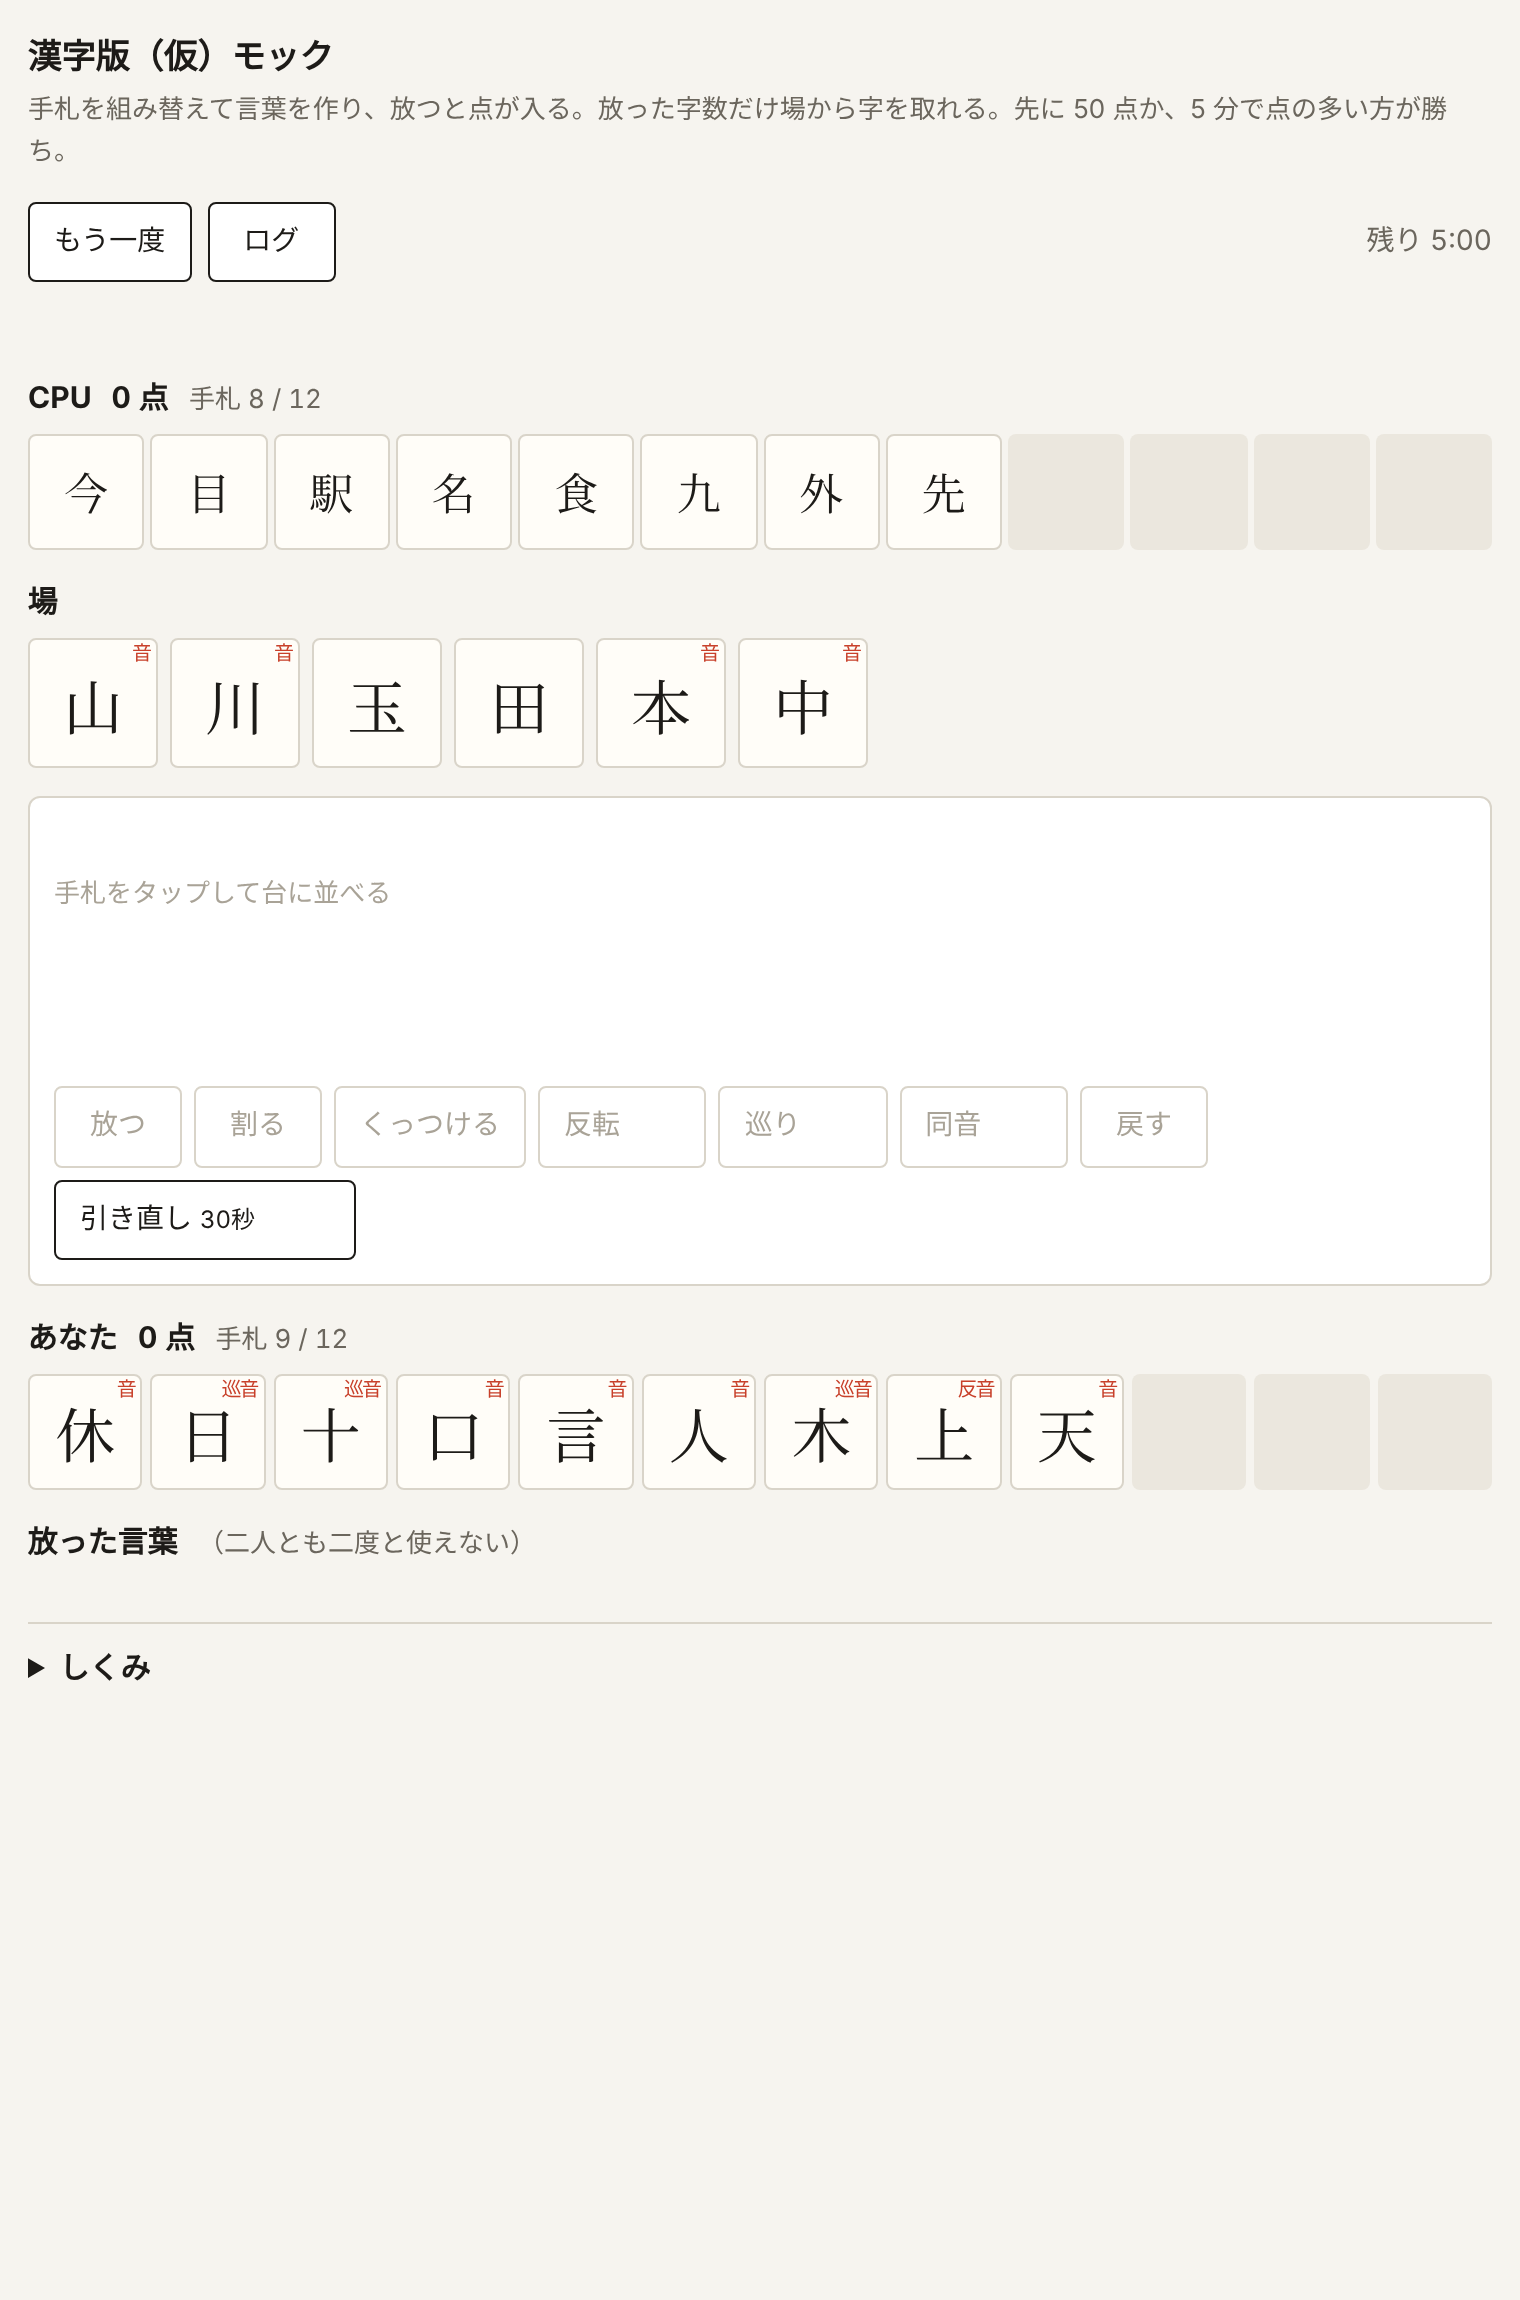 漢字版（仮）モック
手札を組み替えて言葉を作り、放つと点が入る。放った字数だけ場から字を取れる。先に 50 点か、5 分で点の多い方が勝
ち。
もう一度 ログ 残り 5:00
CPU 0 点 手札 8 / 12
今 目 駅 名 食 九 外 先
場
音 音 音 音
山 川 玉 田 本 中
手札をタップして台に並べる
放つ 割る くっつける 反転 巡り 同音 戻す
引き直し 30秒
あなた 0 点 手札 9 / 12
音 巡音 巡音 音 音 音 巡音 反音 音
休 日 十 口 言 人 木 上 天
放った言葉 （二人とも二度と使えない）
▶ しくみ